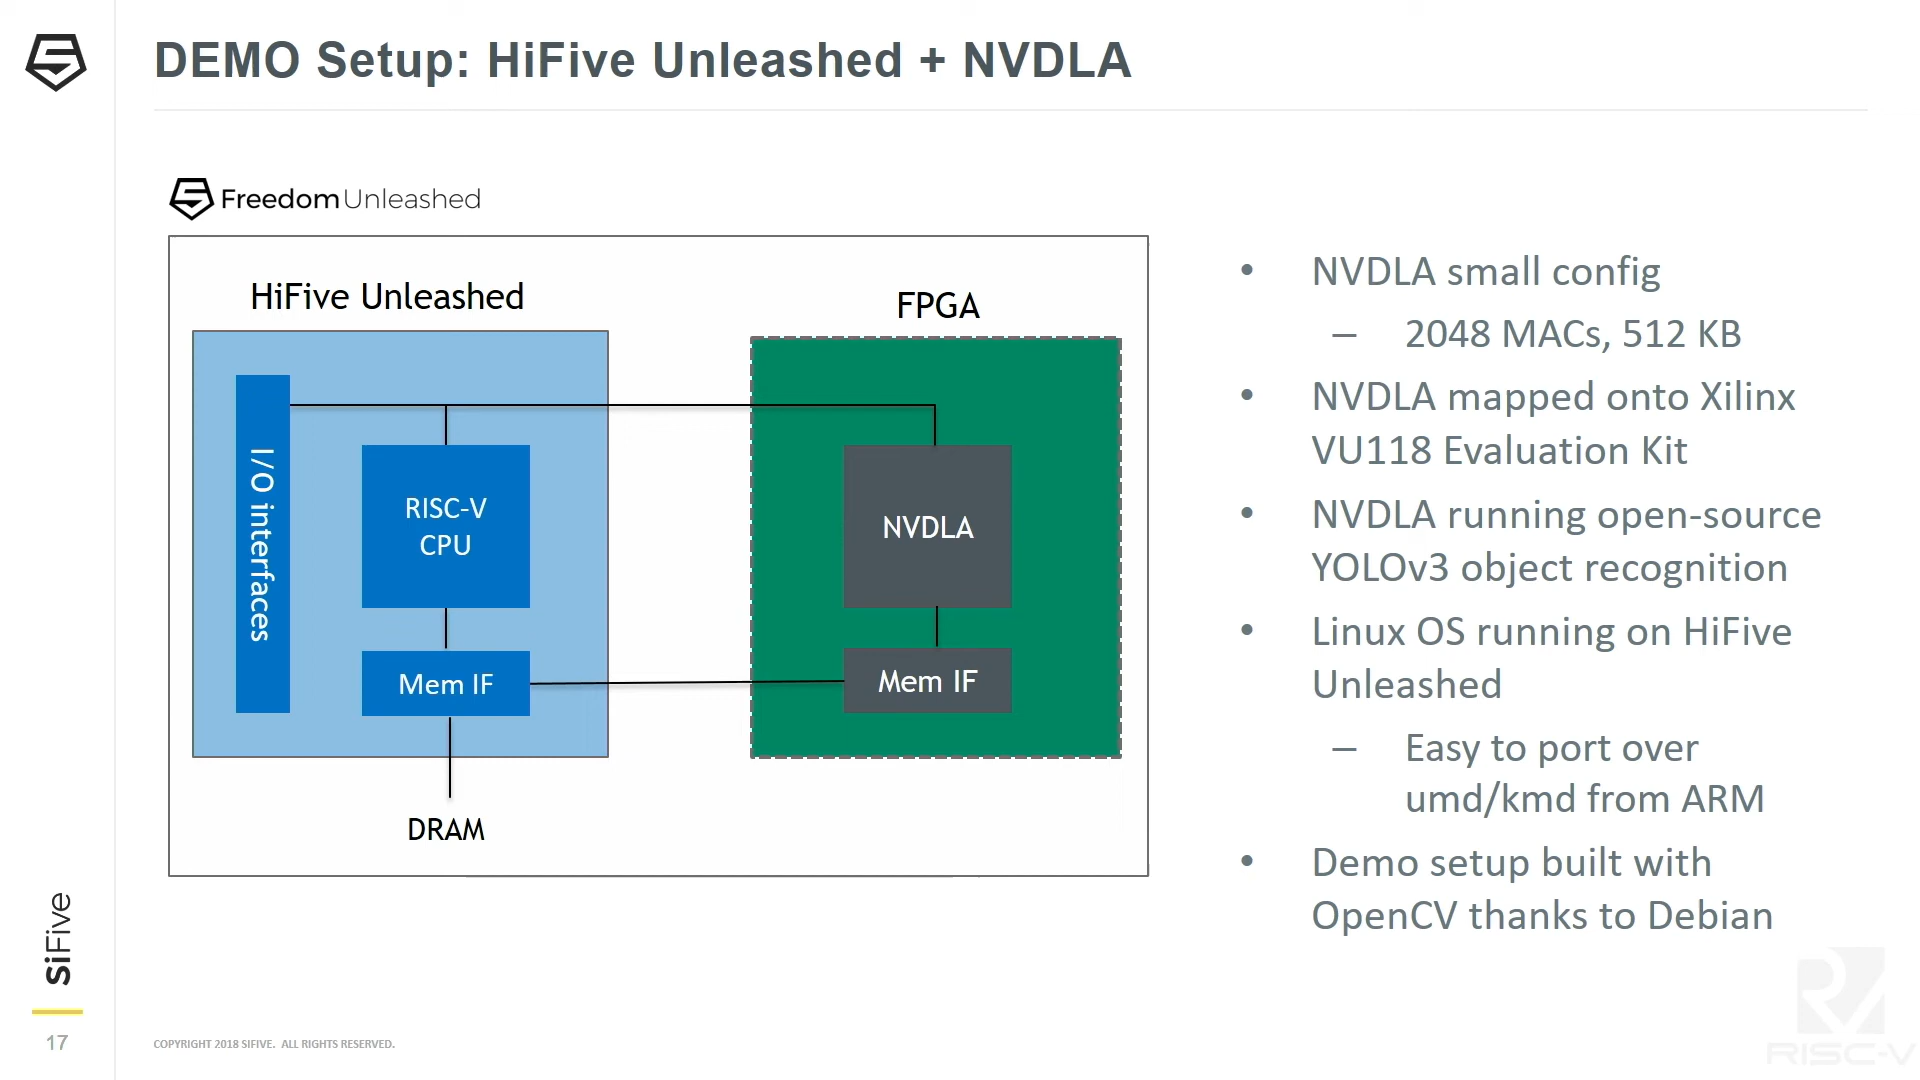 DEMO Setup: HiFive Unleashed + NVDLA
Freedom Unleashed
HiFive Unleashed
FPGA
I/O interfaces
RISC-V
CPU
NVDLA
Mem IF
Mem IF
DRAM
• NVDLA small config
– 2048 MACs, 512 KB
• NVDLA mapped onto Xilinx
VU118 Evaluation Kit
• NVDLA running open-source
YOLOv3 object recognition
• Linux OS running on HiFive
Unleashed
– Easy to port over
umd/kmd from ARM
• Demo setup built with
OpenCV thanks to Debian
SiFive
17
COPYRIGHT 2018 SIFIVE. ALL RIGHTS RESERVED.
RISC-V